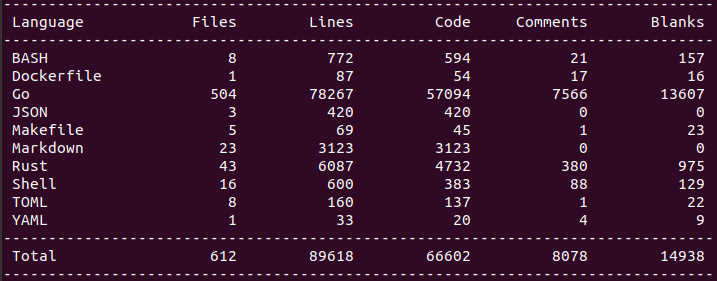 --------------------------------------------------------------------------------
 Language             Files        Lines         Code     Comments       Blanks
--------------------------------------------------------------------------------
 BASH                     8          772          594           21          157
 Dockerfile               1           87           54           17           16
 Go                     504        78267        57094         7566        13607
 JSON                     3          420          420            0            0
 Makefile                 5           69           45            1           23
 Markdown                23         3123         3123            0            0
 Rust                    43         6087         4732          380          975
 Shell                   16          600          383           88          129
 TOML                     8          160          137            1           22
 YAML                     1           33           20            4            9
--------------------------------------------------------------------------------
 Total                  612        89618        66602         8078        14938
--------------------------------------------------------------------------------